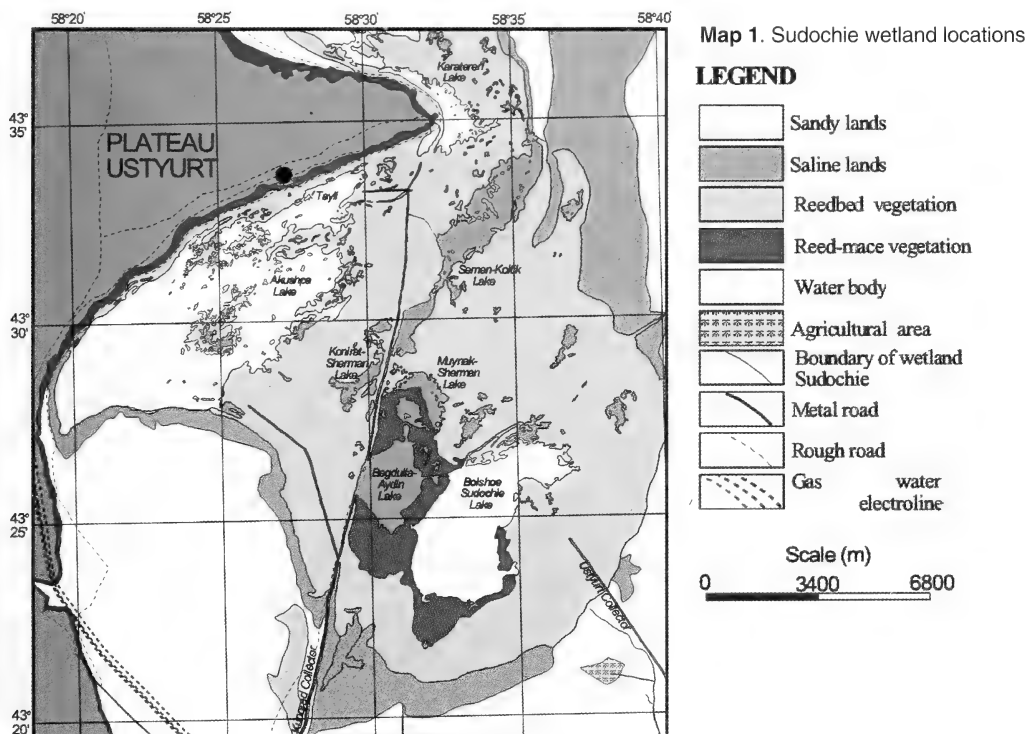 58°20' 58°30' 58°35' 58°40'
Map 1. Sudochie wetland locations
LEGEND
Sandy lands
Saline lands
Reedbed vegetation
Reed-mace vegetation
Water body
Agricultural area
Boundary of wetland
Sudochie
Metal road
Rough road
Gas water
electroline
Scale (m)
0 3400 6800
Karateren
Lake
43°
35'
PLATEAU
USTYURT
Tayli
Akushpa
Lake
Saman-Koltik
Lake
43°
30'
Konirat-
Sherman
Lake
Muynak-
Sherman
Lake
Begdulla-
Aydin
Lake
Bolshoe
Sudochie
Lake
43°
25'
Ustyurt Collector
Collector
43°
20'